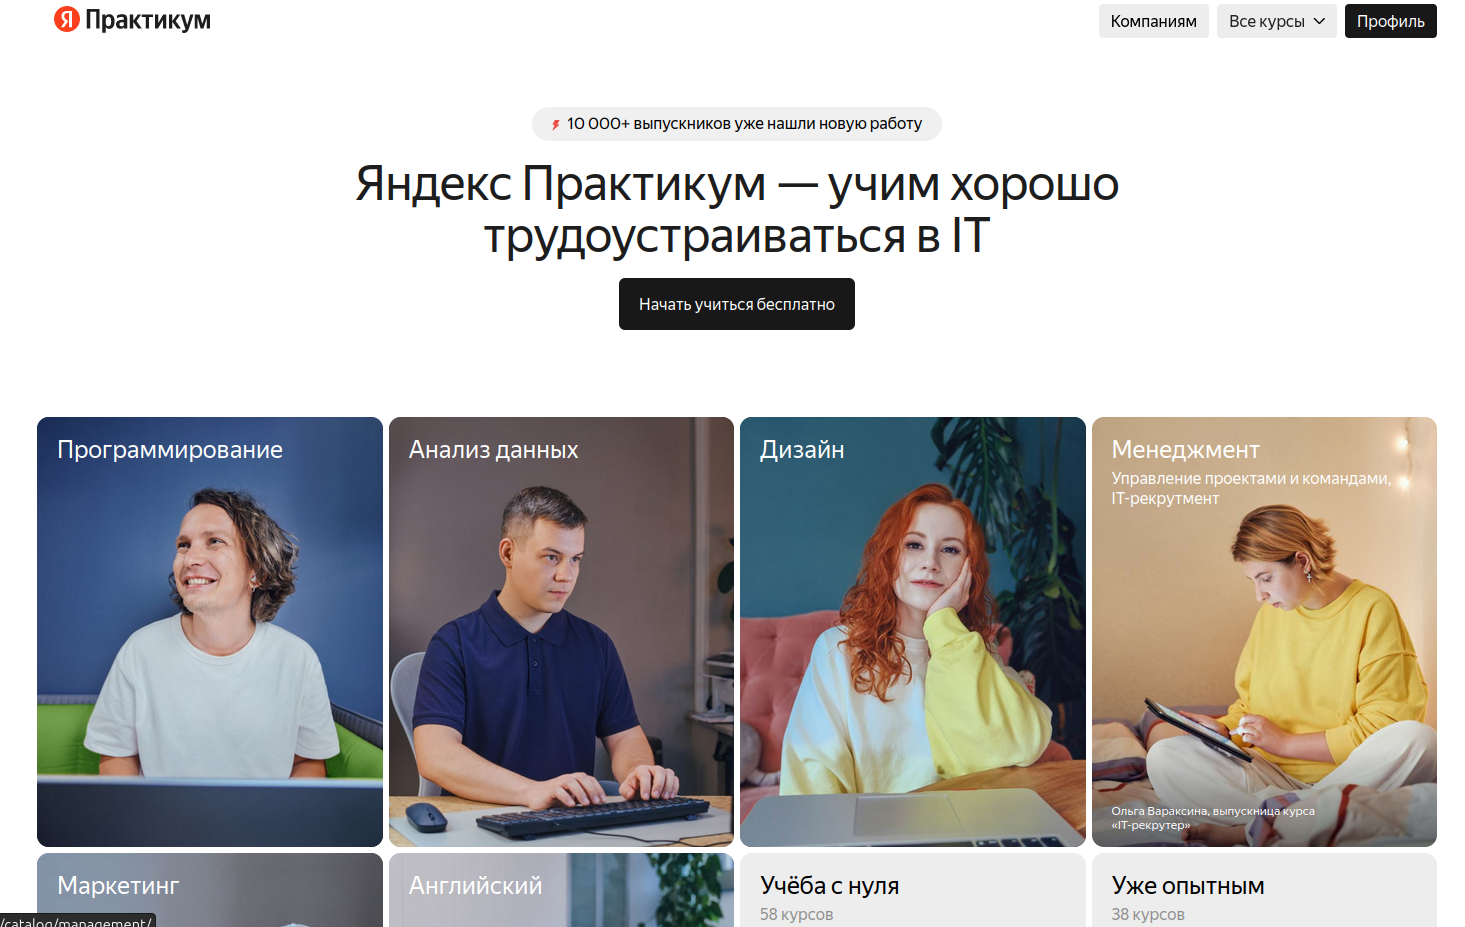 Я Практикум
Компаниям
Все курсы
Профиль
10 000+ выпускников уже нашли новую работу
Яндекс Практикум — учим хорошо
трудоустраиваться в IT
Начать учиться бесплатно
Программирование
Анализ данных
Дизайн
Менеджмент
Управление проектами и командами,
IT-рекрутмент
Ольга Вараксина, выпускница курса
«IT-рекрутер»
Маркетинг
Английский
Учёба с нуля
58 курсов
Уже опытным
38 курсов
/catalog/management/